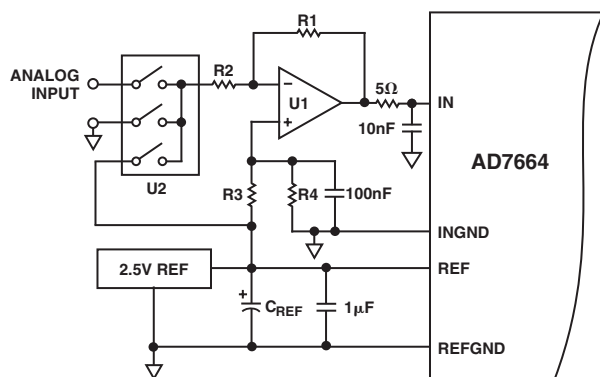 R1
ANALOG
INPUT
R2
U1
−
+
5Ω
IN
10nF
AD7664
U2
R3
R4
100nF
INGND
2.5V REF
REF
+
CREF
1μF
REFGND